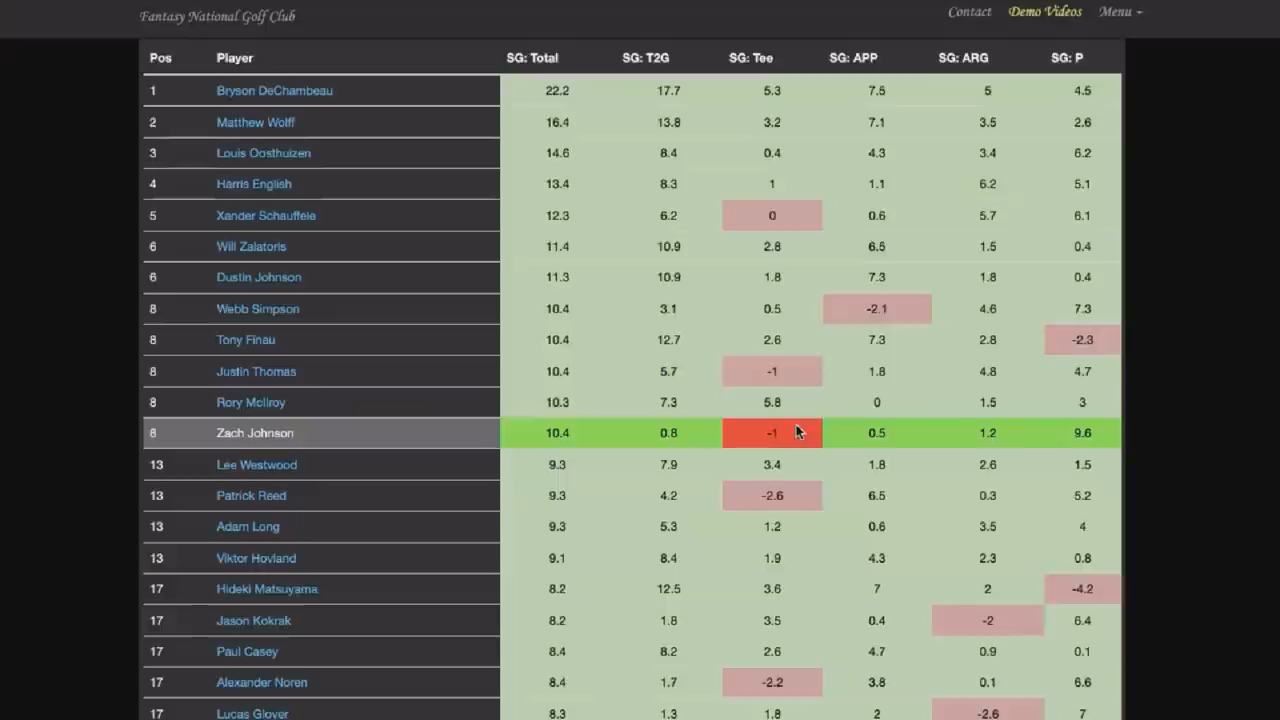 Fantasy National Golf Club Contact Demo Videos Menu
Pos Player SG: Total SG: T2G SG: Tee SG: APP SG: ARG SG: P
1 Bryson DeChambeau 22.2 17.7 5.3 7.5 5 4.5
2 Matthew Wolff 16.4 13.8 3.2 7.1 3.5 2.6
3 Louis Oosthuizen 14.6 8.4 0.4 4.3 3.4 6.2
4 Harris English 13.4 8.3 1 1.1 6.2 5.1
5 Xander Schauffele 12.3 6.2 0 0.6 5.7 6.1
6 Will Zalatoris 11.4 10.9 2.8 6.5 1.5 0.4
6 Dustin Johnson 11.3 10.9 1.8 7.3 1.8 0.4
8 Webb Simpson 10.4 3.1 0.5 -2.1 4.6 7.3
8 Tony Finau 10.4 12.7 2.6 7.3 2.8 -2.3
8 Justin Thomas 10.4 5.7 -1 1.8 4.8 4.7
8 Rory McIlroy 10.3 7.3 5.8 0 1.5 3
8 Zach Johnson 10.4 0.8 -1 0.5 1.2 9.6
13 Lee Westwood 9.3 7.9 3.4 1.8 2.6 1.5
13 Patrick Reed 9.3 4.2 -2.6 6.5 0.3 5.2
13 Adam Long 9.3 5.3 1.2 0.6 3.5 4
13 Viktor Hovland 9.1 8.4 1.9 4.3 2.3 0.8
17 Hideki Matsuyama 8.2 12.5 3.6 7 2 -4.2
17 Jason Kokrak 8.2 1.8 3.5 0.4 -2 6.4
17 Paul Casey 8.4 8.2 2.6 4.7 0.9 0.1
17 Alexander Noren 8.4 1.7 -2.2 3.8 0.1 6.6
17 Lucas Glover 8.3 1.3 1.8 2 -2.6 7